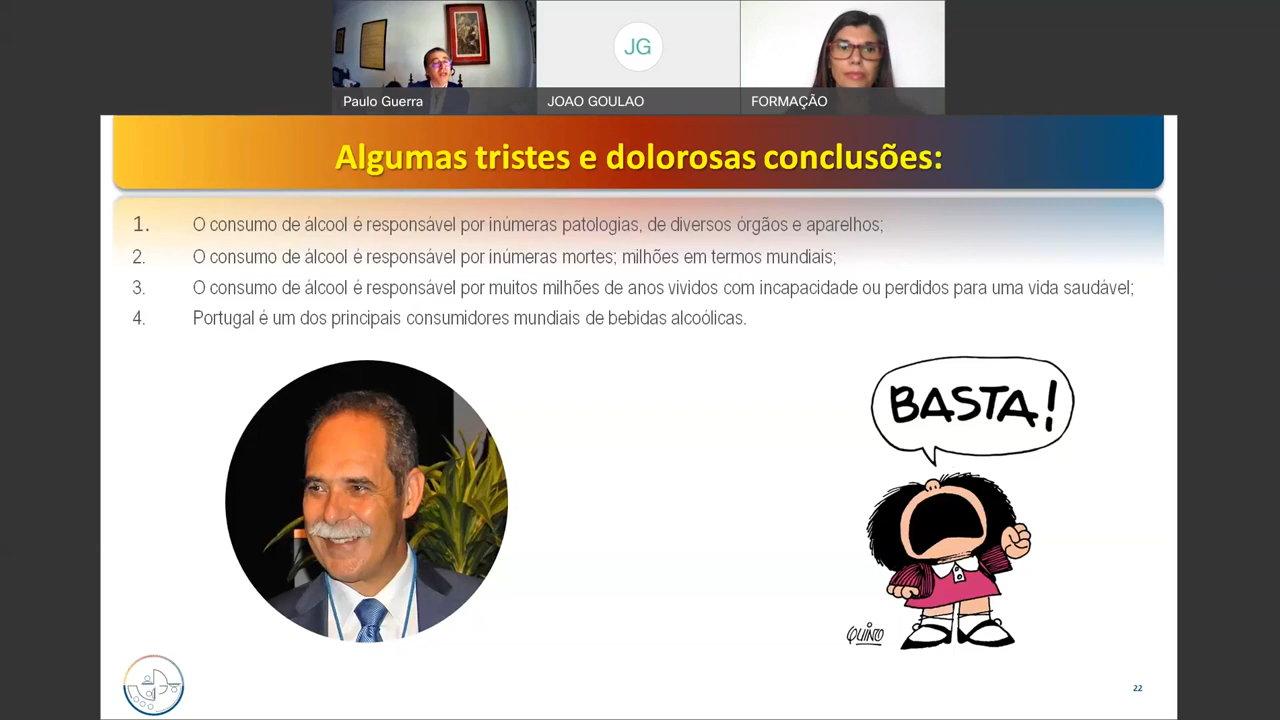 JG
Paulo Guerra
JOAO GOULAO
FORMAÇÃO
Algumas tristes e dolorosas conclusões:
1. O consumo de álcool é responsável por inúmeras patologias, de diversos órgãos e aparelhos;
2. O consumo de álcool é responsável por inúmeras mortes; milhões em termos mundiais;
3. O consumo de álcool é responsável por muitos milhões de anos vividos com incapacidade ou perdidos para uma vida saudável;
4. Portugal é um dos principais consumidores mundiais de bebidas alcoólicas.
BASTA!
QUINO
22